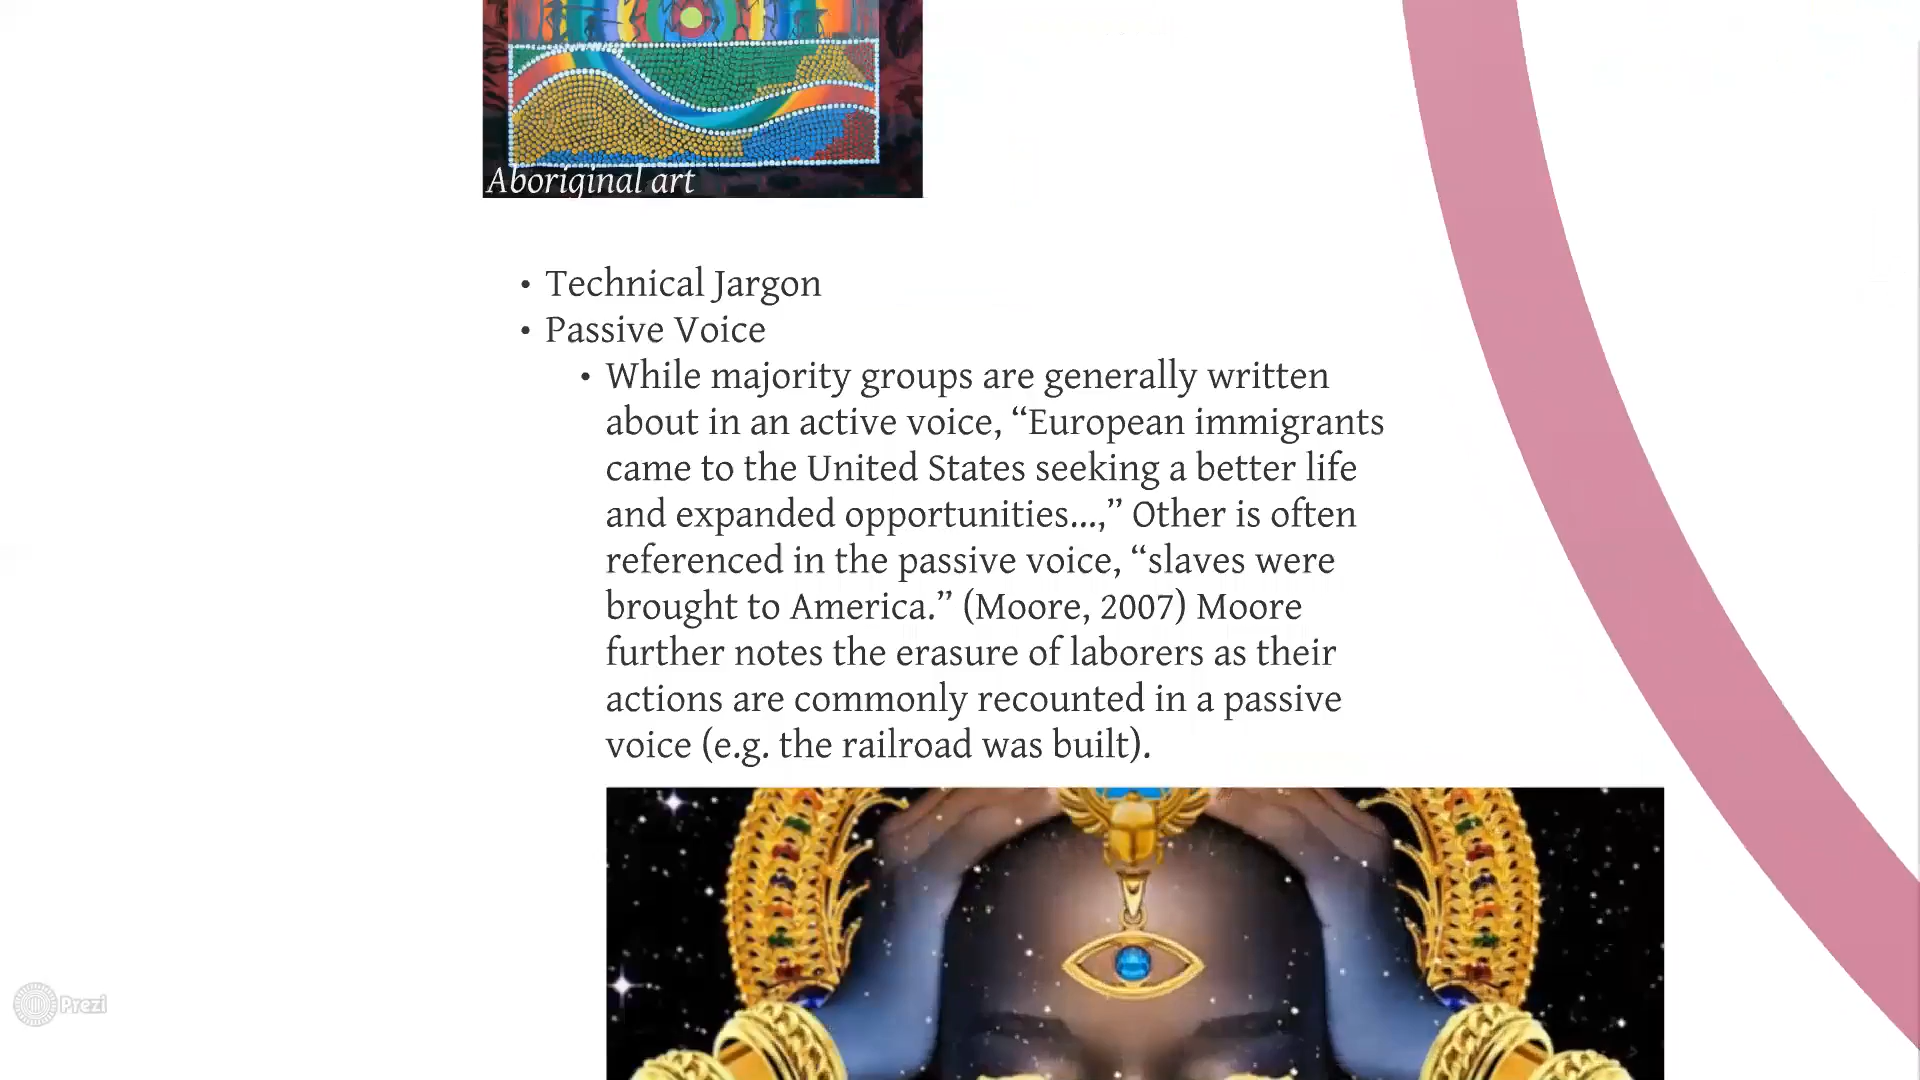 Aboriginal art
• Technical Jargon
• Passive Voice
• While majority groups are generally written
about in an active voice, “European immigrants
came to the United States seeking a better life
and expanded opportunities...,” Other is often
referenced in the passive voice, “slaves were
brought to America.” (Moore, 2007) Moore
further notes the erasure of laborers as their
actions are commonly recounted in a passive
voice (e.g. the railroad was built).
Prezi